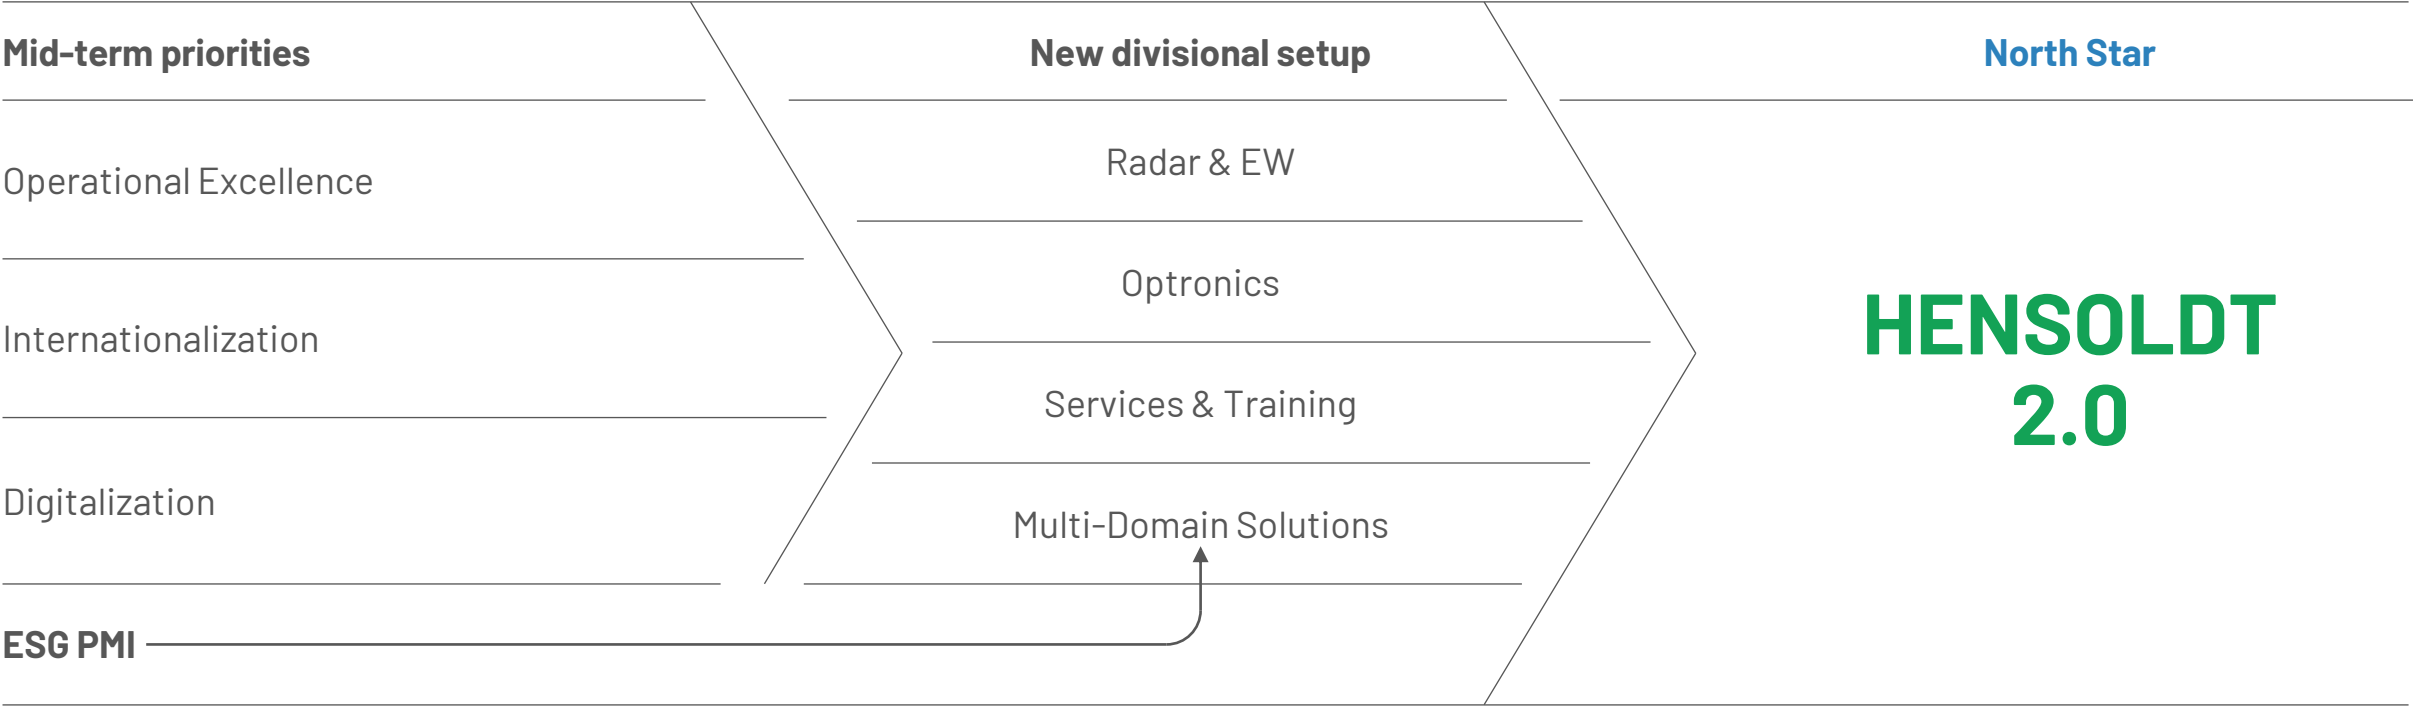 Mid-term priorities
Operational Excellence
Internationalization
Digitalization
ESG PMI
New divisional setup
Radar & EW
Optronics
Services & Training
Multi-Domain Solutions
North Star
HENSOLDT
2.0